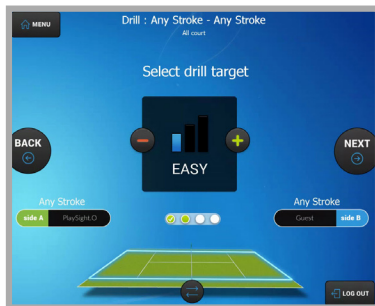 MENU
Drill : Any Stroke - Any Stroke
All court
Select drill target
BACK
NEXT
EASY
Any Stroke
side A PlaySight.O
Any Stroke
Guest side B
LOG OUT